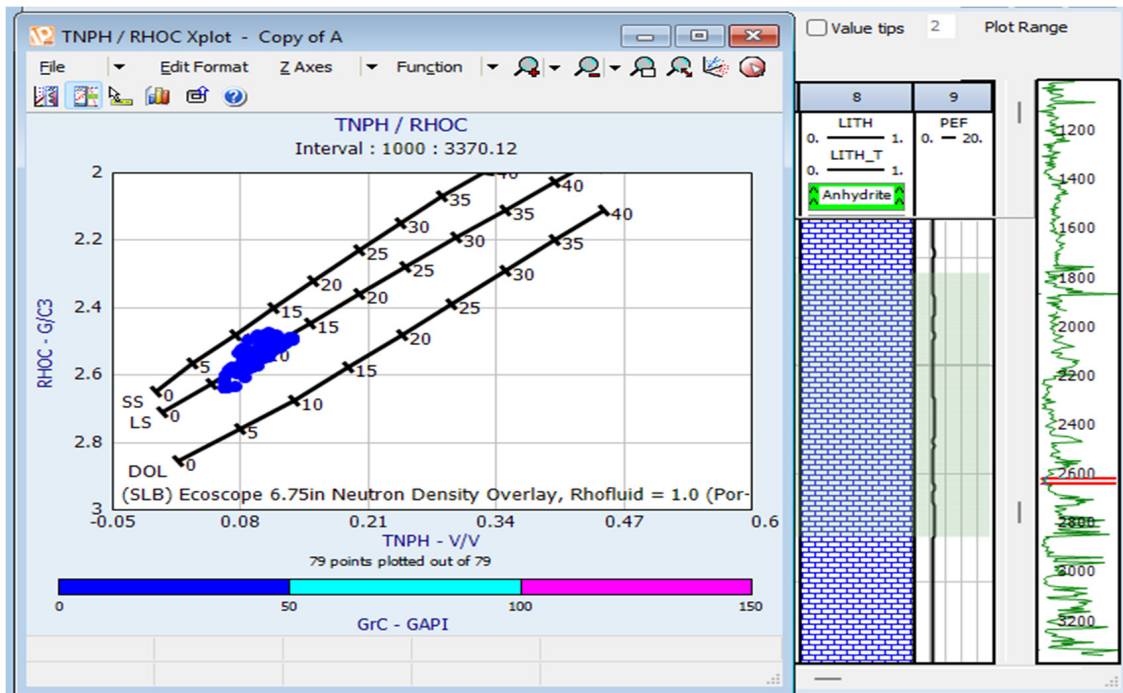 TNPH / RHOC Xplot - Copy of A
File Edit Format Z Axes Function
TNPH / RHOC
Interval : 1000 : 3370.12
2
2.2
2.4
2.6
2.8
3
RHOC - G/C3
SS
LS
DOL
0
5
15
20
25
30
35
40
0
10
15
20
25
30
35
40
0
5
10
15
20
25
30
35
40
(SLB) Ecoscope 6.75in Neutron Density Overlay, Rhofluid = 1.0 (Por-
-0.05 0.08 0.21 0.34 0.47 0.6
TNPH - V/V
79 points plotted out of 79
0 50 100 150
GrC - GAPI
Value tips 2 Plot Range
8 9
LITH PEF
0. 1. 0. 20.
LITH_T
0. 1.
Anhydrite
1200
1400
1600
1800
2000
2200
2400
2600
2800
3000
3200